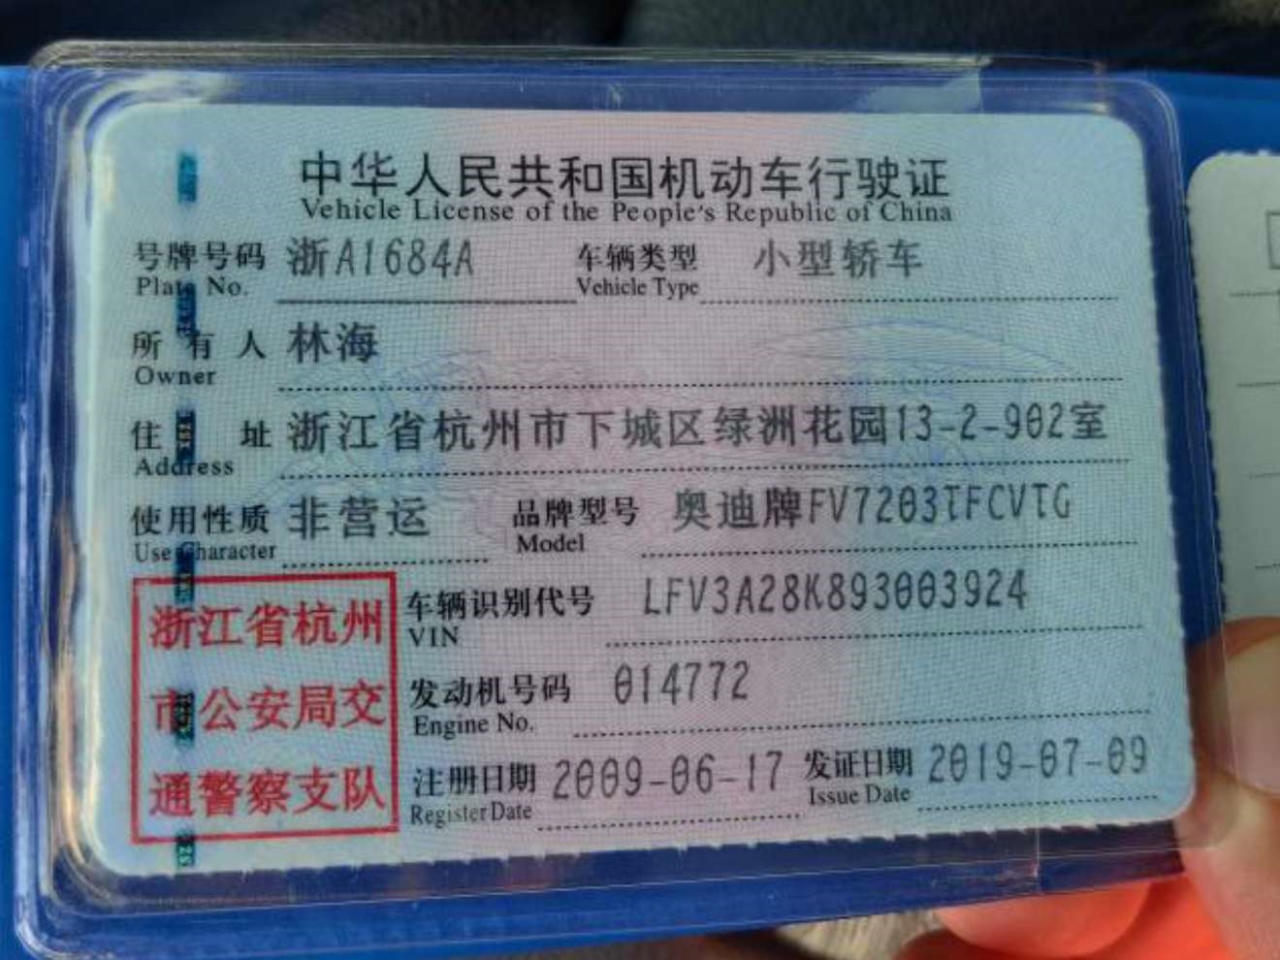 中华人民共和国机动车行驶证
Vehicle License of the People's Republic of China
号牌号码 浙A1684A 车辆类型 小型轿车
Plate No. Vehicle Type
所有人 林海
Owner
住址 浙江省杭州市下城区绿洲花园13-2-902室
Address
使用性质 非营运 品牌型号 奥迪牌FV7203TFCVTG
Use Character Model
浙江省杭州
市公安局交
通警察支队
车辆识别代号 LFV3A28K893003924
VIN
发动机号码 014772
Engine No.
注册日期 2009-06-17 发证日期 2019-07-09
Register Date Issue Date